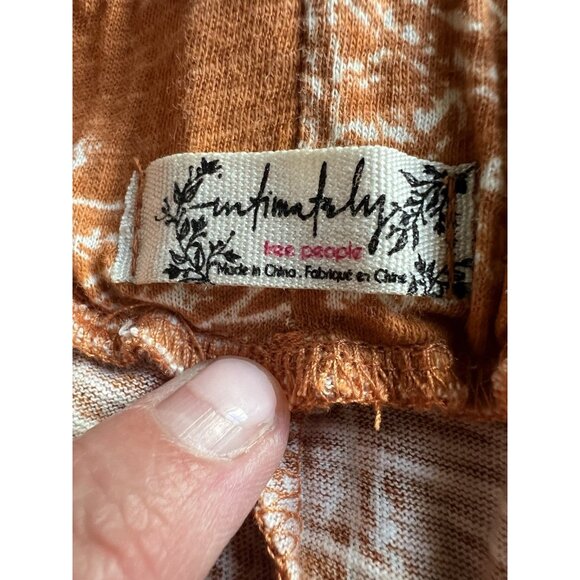 intimately
free people
Made in China. Fabriqué en Chine